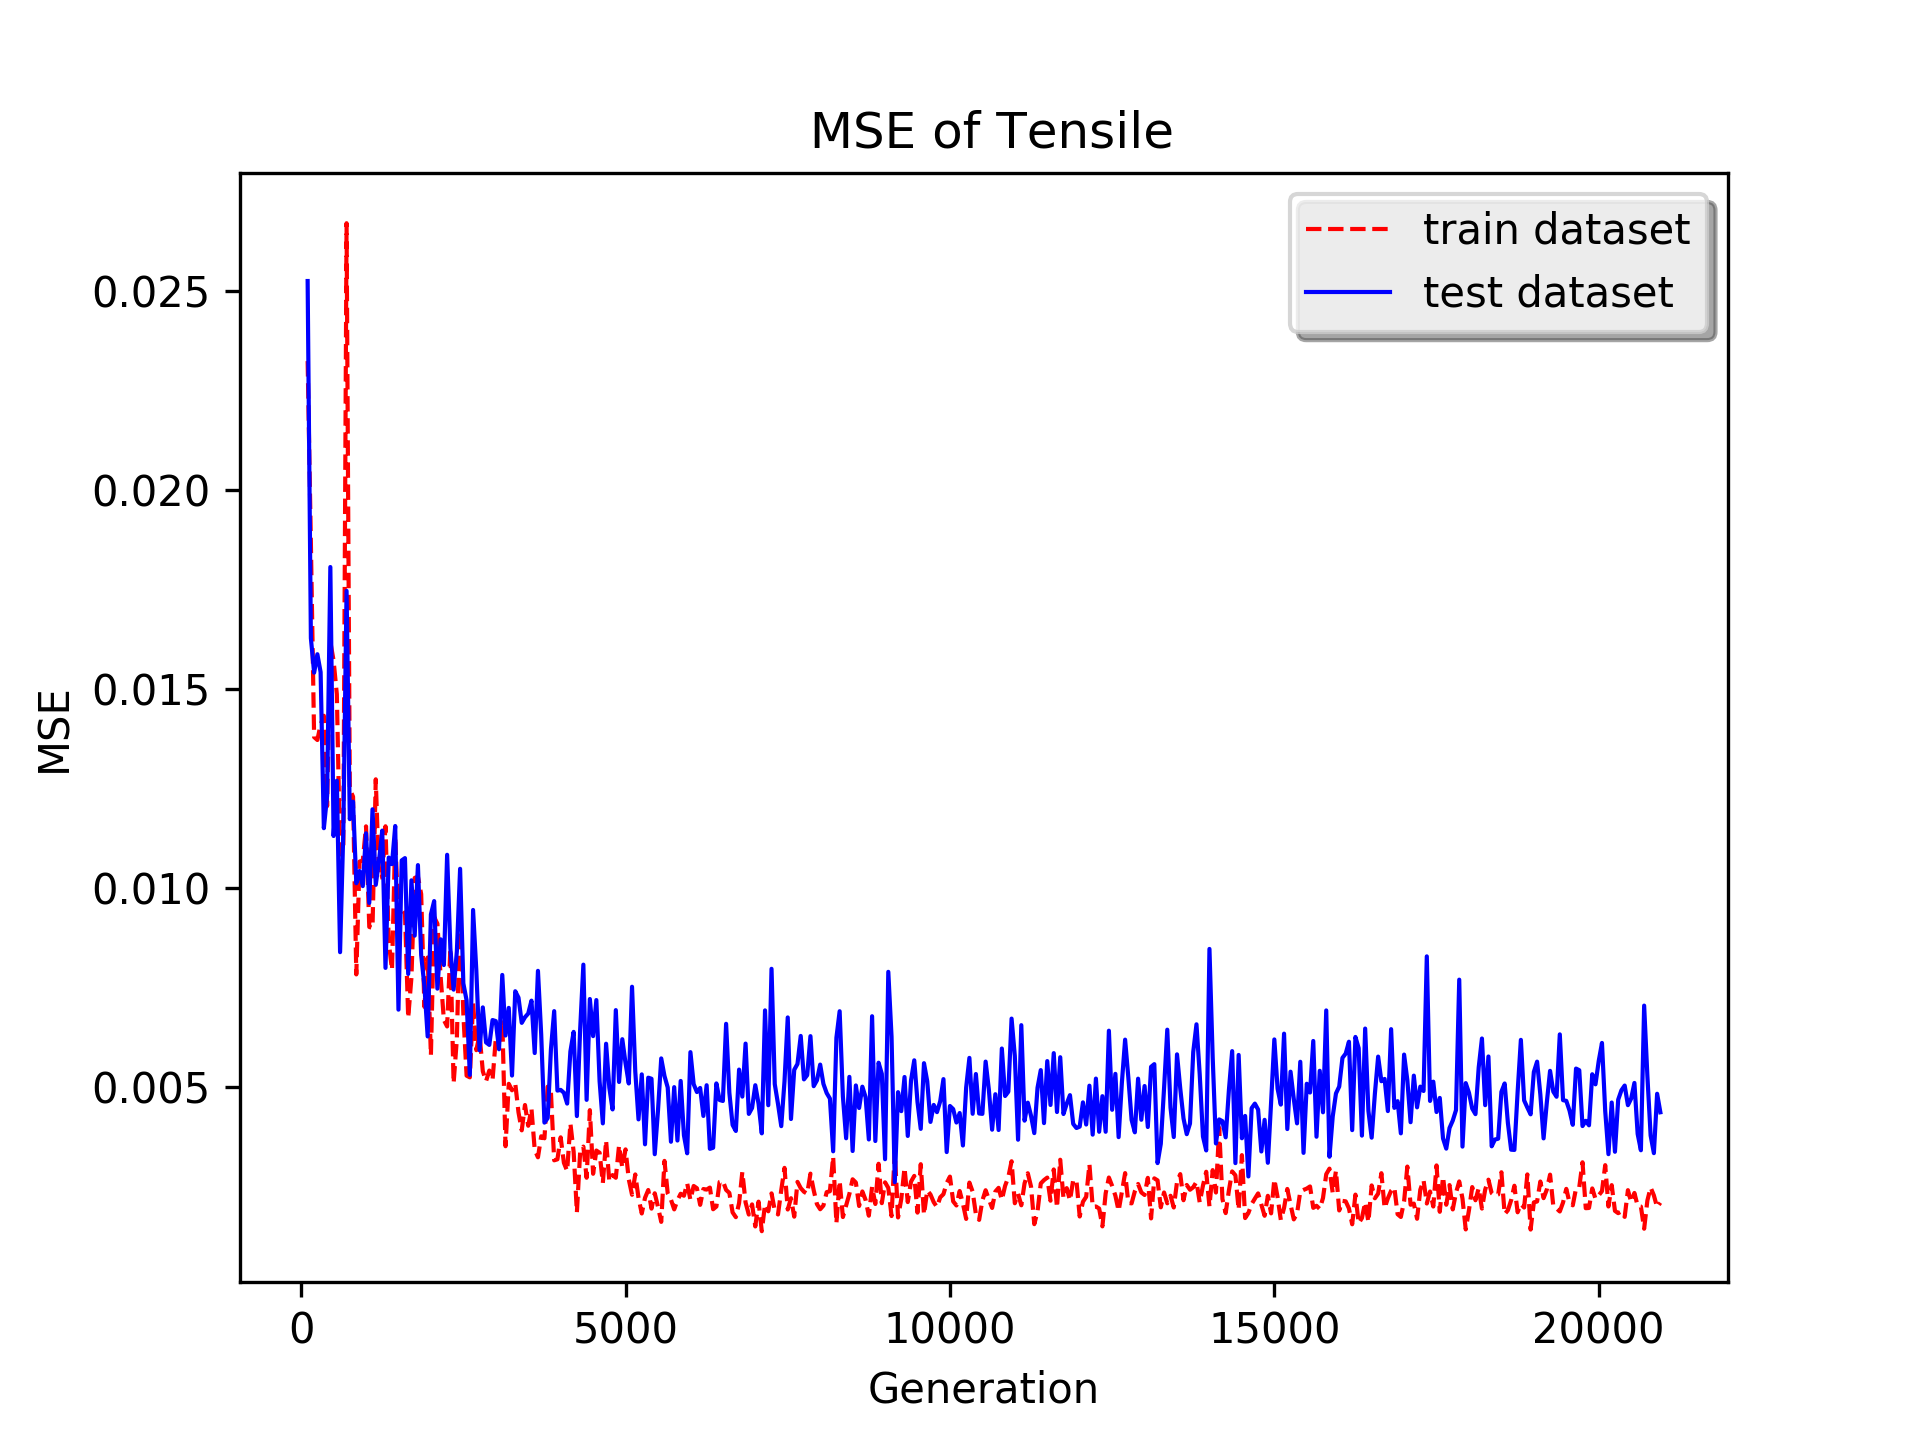 MSE of Tensile
train dataset
test dataset
MSE
0.025
0.020
0.015
0.010
0.005
0
5000
10000
15000
20000
Generation